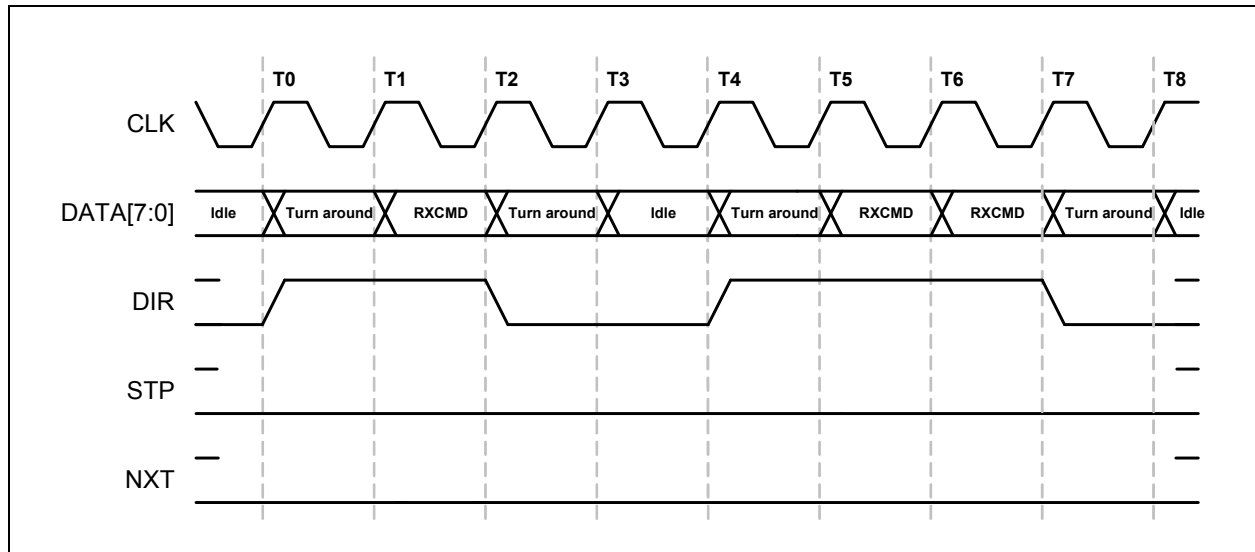 T0 T1 T2 T3 T4 T5 T6 T7 T8
CLK
DATA[7:0] Idle Turn around RXCMD Turn around Idle Turn around RXCMD RXCMD Turn around Idle
DIR
STP
NXT